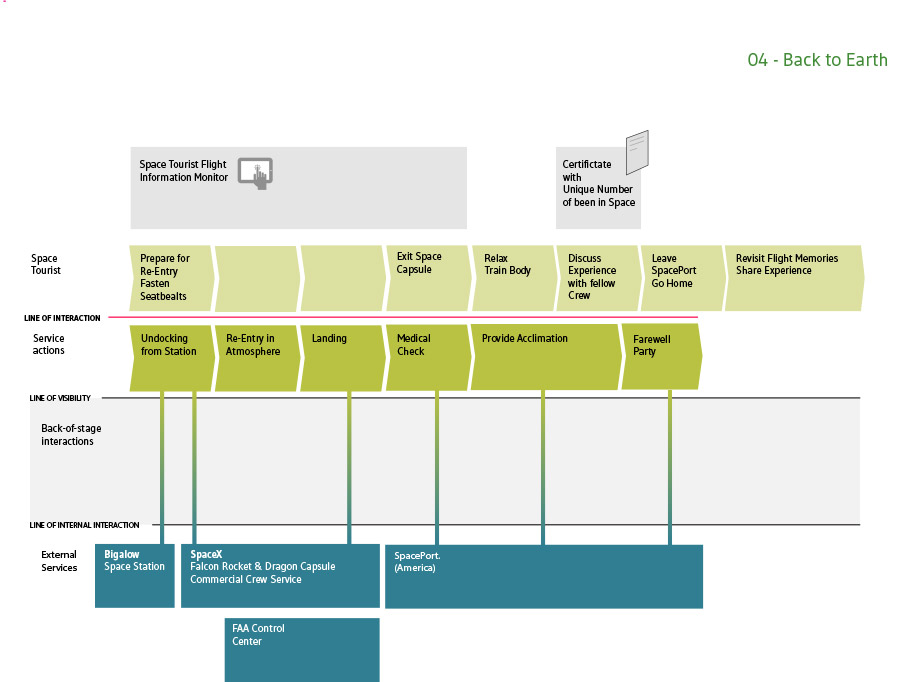 04 - Back to Earth
Space Tourist Flight
Information Monitor
Certifictate
with
Unique Number
of been in Space
Space
Tourist
Prepare for
Re-Entry
Fasten
Seatbealts
Exit Space
Capsule
Relax
Train Body
Discuss
Experience
with fellow
Crew
Leave
SpacePort
Go Home
Revisit Flight Memories
Share Experience
LINE OF INTERACTION
Service
actions
Undocking
from Station
Re-Entry in
Atmosphere
Landing
Medical
Check
Provide Acclimation
Farewell
Party
LINE OF VISIBILITY
Back-of-stage
interactions
LINE OF INTERNAL INTERACTION
External
Services
Bigalow
Space Station
SpaceX
Falcon Rocket & Dragon Capsule
Commercial Crew Service
SpacePort.
(America)
FAA Control
Center